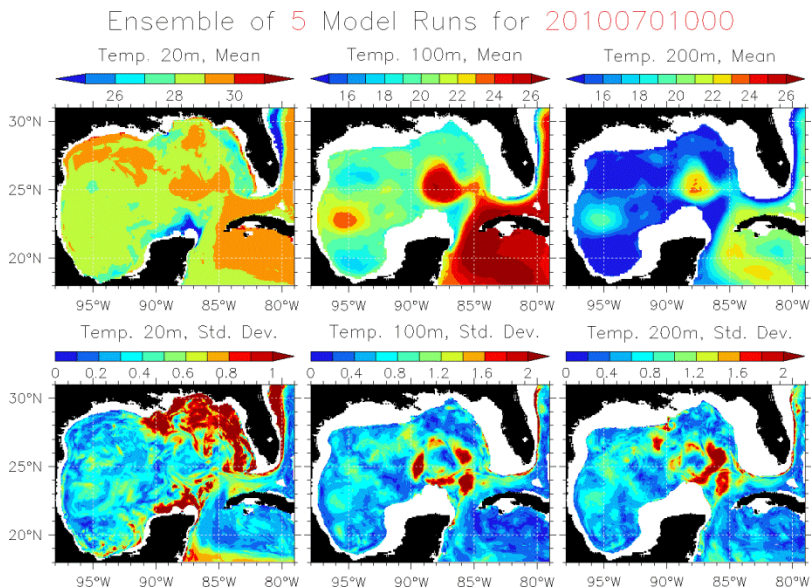 Ensemble of 5 Model Runs for 20100701000
Temp. 20m, Mean
Temp. 100m, Mean
Temp. 200m, Mean
26 28 30
16 18 20 22 24 26
16 18 20 22 24 26
30°N
25°N
20°N
95°W 90°W 85°W 80°W
95°W 90°W 85°W 80°W
95°W 90°W 85°W 80°W
Temp. 20m, Std. Dev.
Temp. 100m, Std. Dev.
Temp. 200m, Std. Dev.
0 0.2 0.4 0.6 0.8 1
0 0.4 0.8 1.2 1.6 2
0 0.4 0.8 1.2 1.6 2
30°N
25°N
20°N
95°W 90°W 85°W 80°W
95°W 90°W 85°W 80°W
95°W 90°W 85°W 80°W